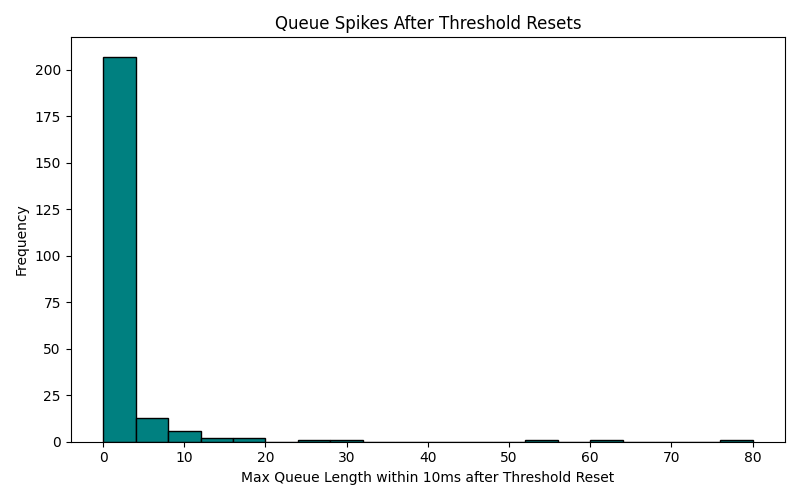 Queue Spikes After Threshold Resets
Frequency
200
175
150
125
100
75
50
25
0
0 10 20 30 40 50 60 70 80
Max Queue Length within 10ms after Threshold Reset